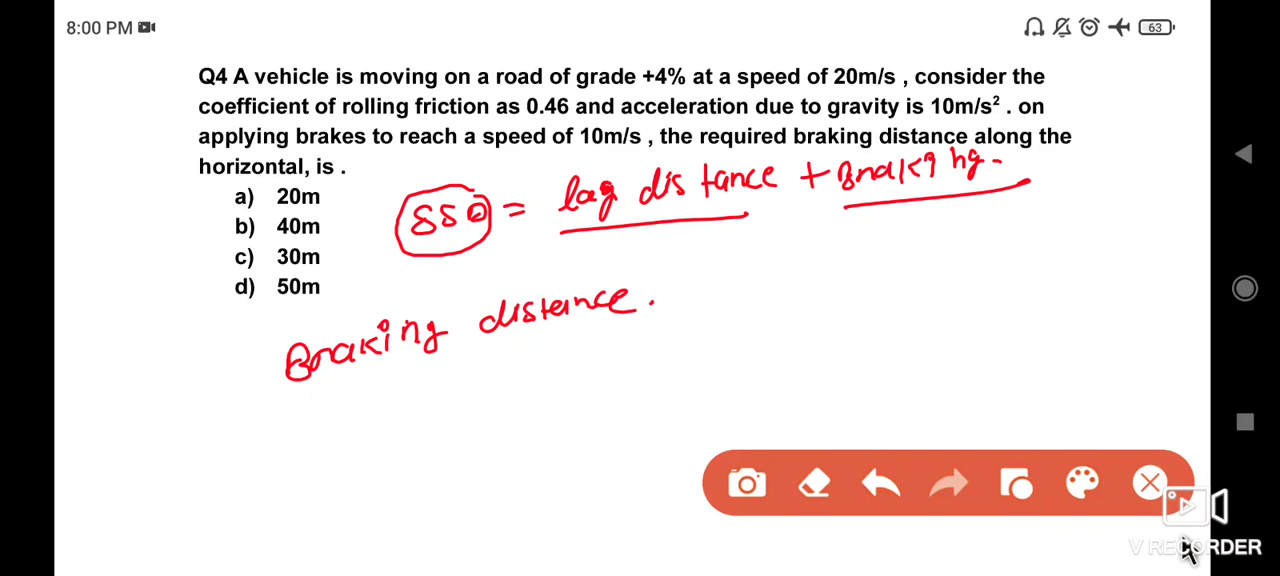 8:00 PM
63
Q4 A vehicle is moving on a road of grade +4% at a speed of 20m/s , consider the
coefficient of rolling friction as 0.46 and acceleration due to gravity is 10m/s² . on
applying brakes to reach a speed of 10m/s , the required braking distance along the
horizontal, is .
a) 20m
b) 40m
c) 30m
d) 50m
SSD = lag distance + Braking.
Braking distance.
V RECORDER